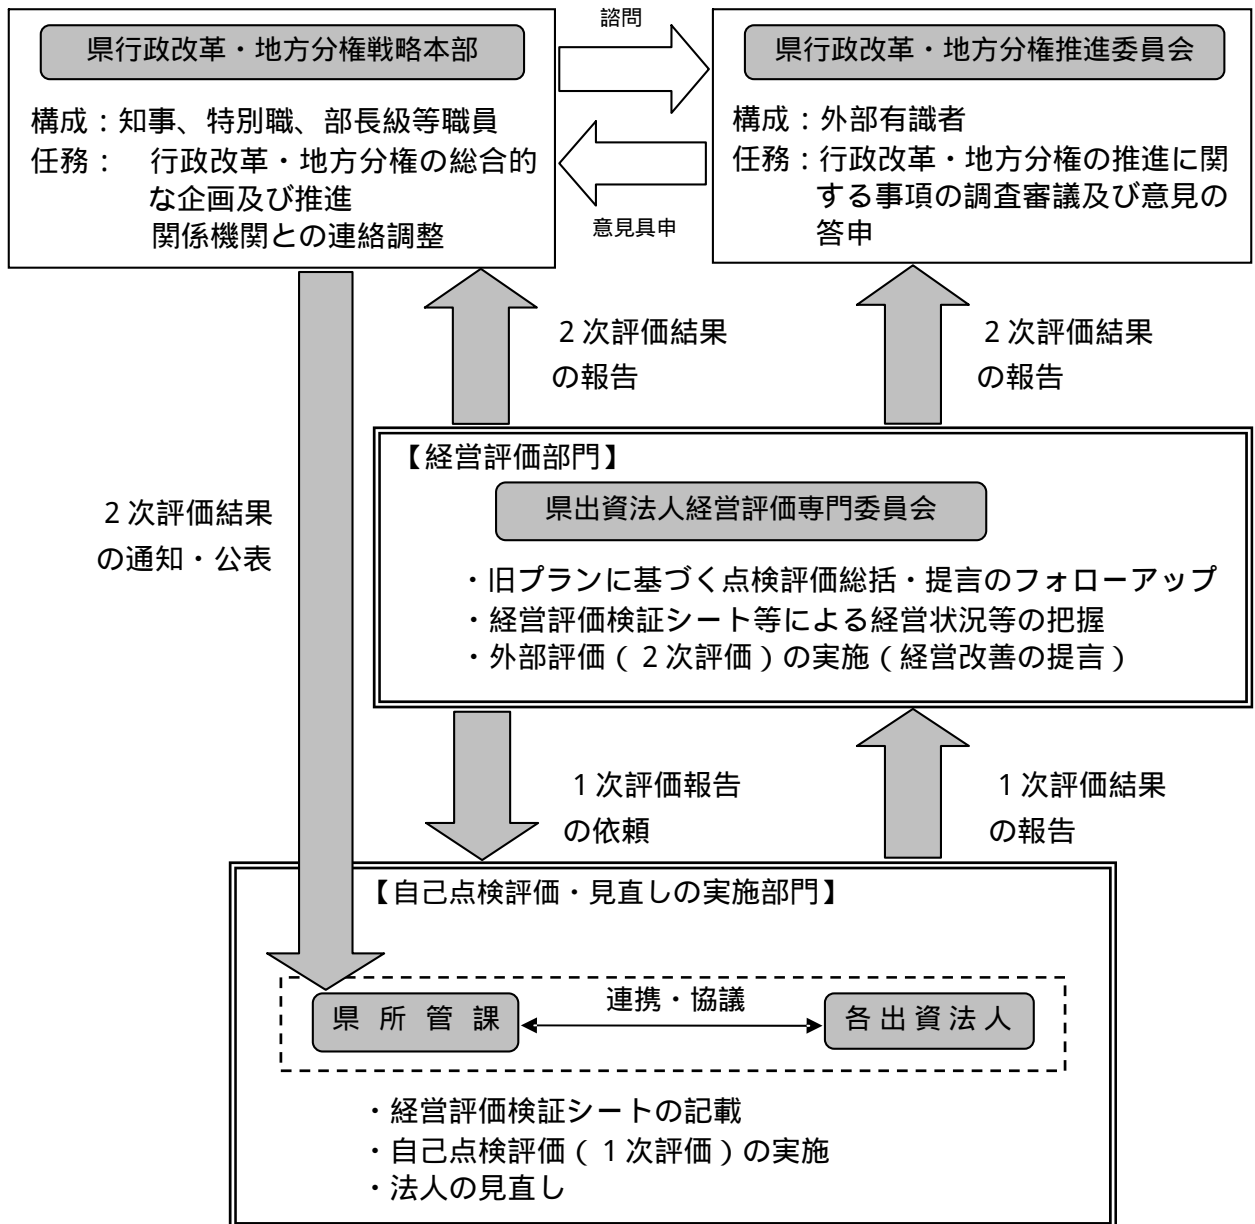 諮問
県行政改革・地方分権戦略本部
構成：知事、特別職、部長級等職員
任務：　行政改革・地方分権の総合的
な企画及び推進
関係機関との連絡調整
県行政改革・地方分権推進委員会
構成：外部有識者
任務：行政改革・地方分権の推進に関
する事項の調査審議及び意見の
答申
意見具申
２次評価結果
の報告
２次評価結果
の報告
２次評価結果
の通知・公表
【経営評価部門】
県出資法人経営評価専門委員会
・旧プランに基づく点検評価総括・提言のフォローアップ
・経営評価検証シート等による経営状況等の把握
・外部評価（２次評価）の実施（経営改善の提言）
１次評価報告
の依頼
１次評価結果
の報告
【自己点検評価・見直しの実施部門】
県所管課
連携・協議
各出資法人
・経営評価検証シートの記載
・自己点検評価（１次評価）の実施
・法人の見直し